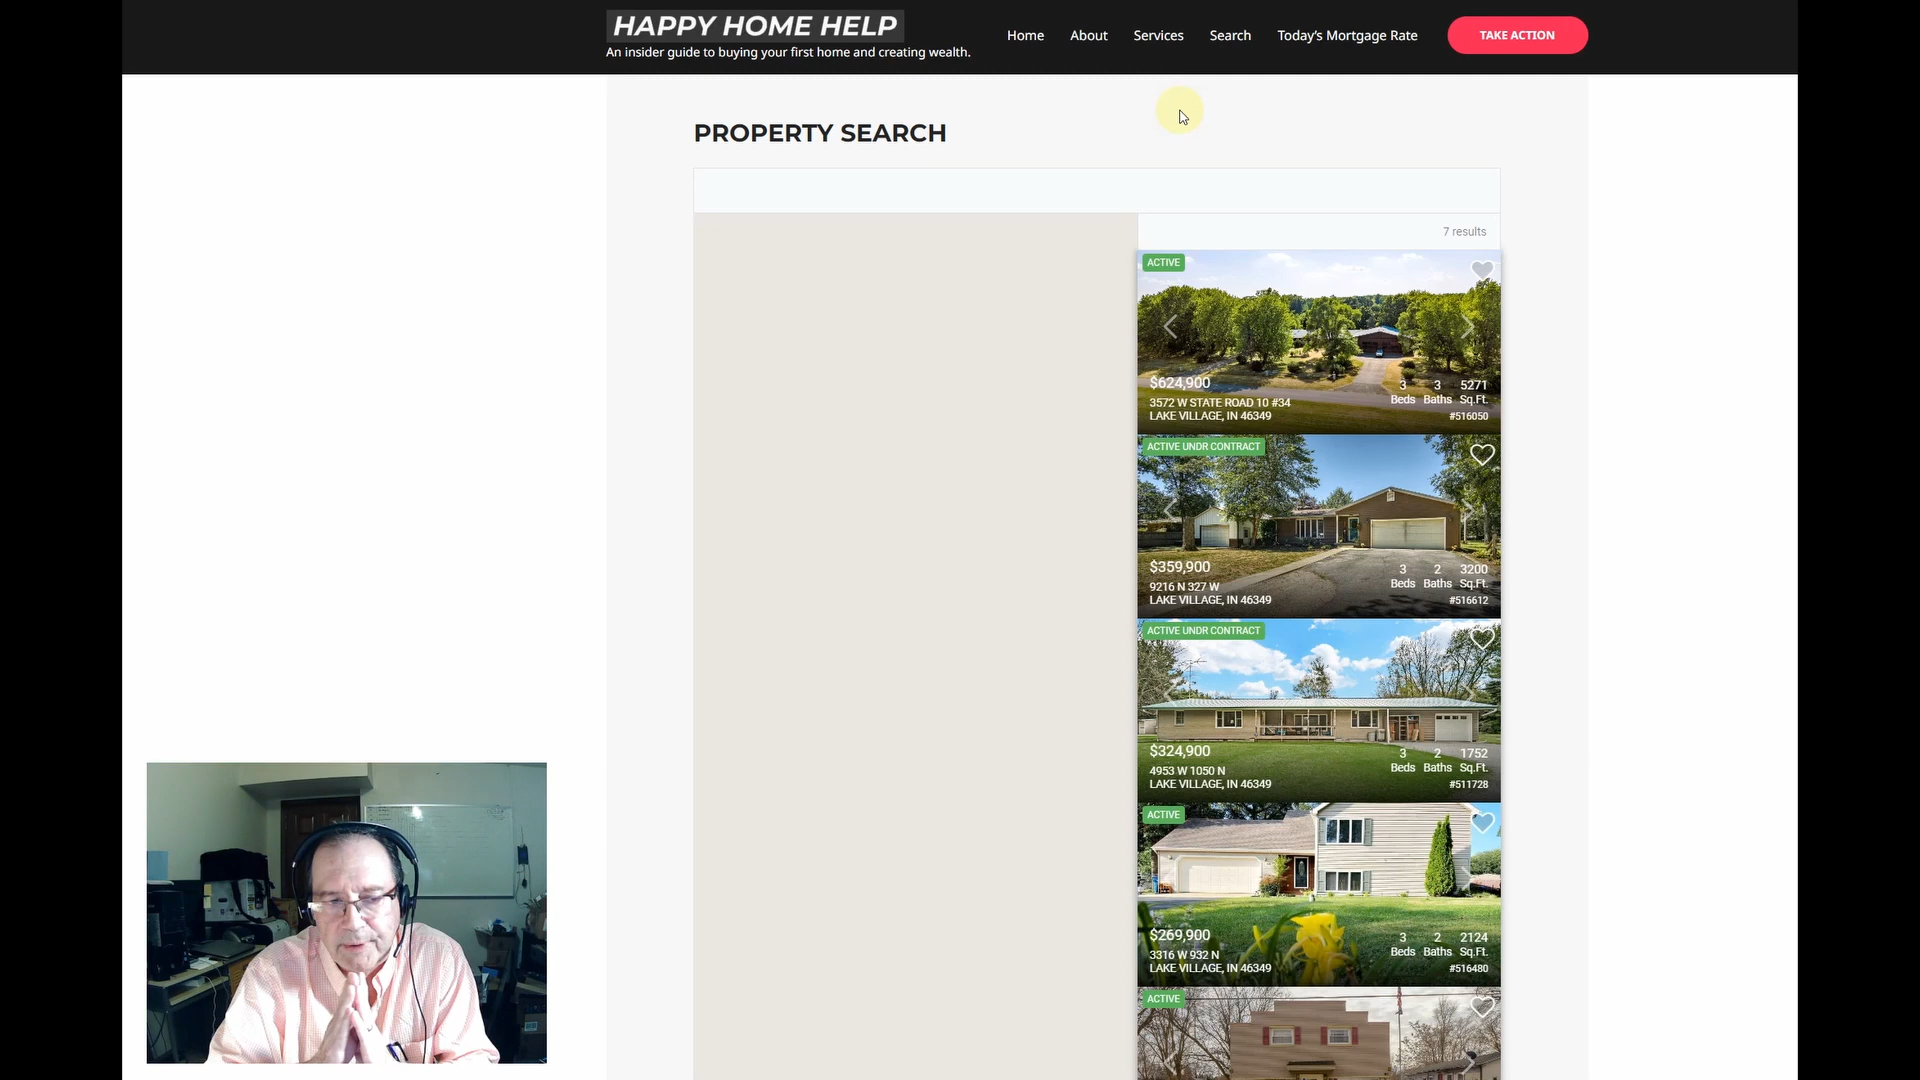 HAPPY HOME HELP
An insider guide to buying your first home and creating wealth.
Home About Services Search Today's Mortgage Rate TAKE ACTION
PROPERTY SEARCH
7 results
ACTIVE
$624,900
3572 W STATE ROAD 10 #34
LAKE VILLAGE, IN 46349
3 3 5271
Beds Baths Sq.Ft.
#516050
ACTIVE UNDR CONTRACT
$359,900
9216 N 327 W
LAKE VILLAGE, IN 46349
3 2 3200
Beds Baths Sq.Ft.
#516612
ACTIVE UNDR CONTRACT
$324,900
4953 W 1050 N
LAKE VILLAGE, IN 46349
3 2 1752
Beds Baths Sq.Ft.
#511728
ACTIVE
$269,900
3316 W 932 N
LAKE VILLAGE, IN 46349
3 2 2124
Beds Baths Sq.Ft.
#516480
ACTIVE